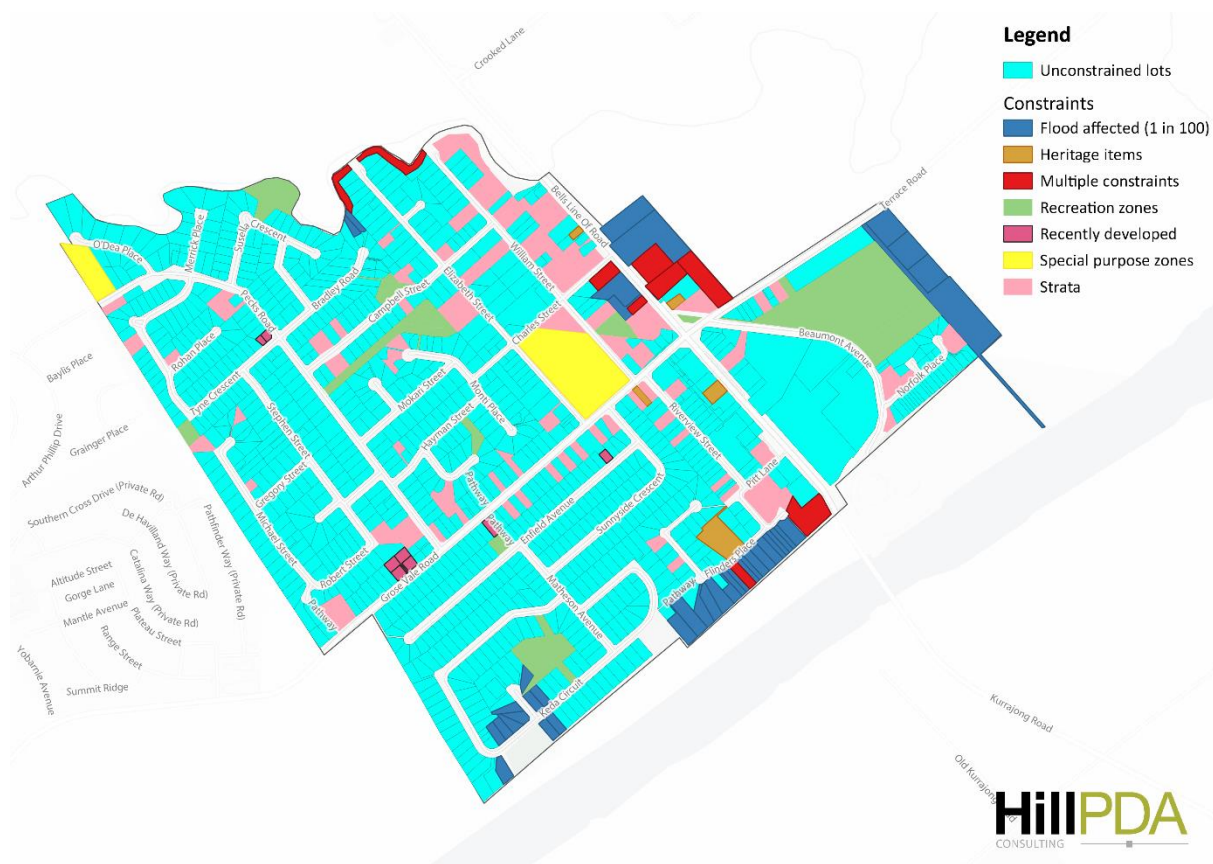 Legend
Unconstrained lots
Constraints
Flood affected (1 in 100)
Heritage items
Multiple constraints
Recreation zones
Recently developed
Special purpose zones
Strata
Crooked Lane
Terrace Road
Bells Line Of Road
O'Dea Place
Merrick Place
Susella
Crescent
Bradley Road
Pecks Road
Campbell Street
Elizabeth Street
William Street
Charles Street
Beaumont Avenue
Norfolk Place
Rohan Place
Tyne Crescent
Baylis Place
Arthur Phillip Drive
Grainger Place
Stephen Street
Mokari Street
Monti Place
Hayman Street
Riverview Street
Pitt Lane
Gregory Street
Michael Street
Pathway
Pathway
Enfield Avenue
Sunnyside Crescent
Southern Cross Drive (Private Rd)
De Havilland Way (Private Rd)
Pathfinder Way (Private Rd)
Catalina Way (Private Rd)
Altitude Street
Gorge Lane
Mantle Avenue
Plateau Street
Range Street
Yobarnie Avenue
Summit Ridge
Robert Street
Grose Vale Road
Pathway
Matheson Avenue
Pathway
Flinders Place
Keda Circuit
Kurrajong Road
Old Kurrajong
HillPDA
CONSULTING